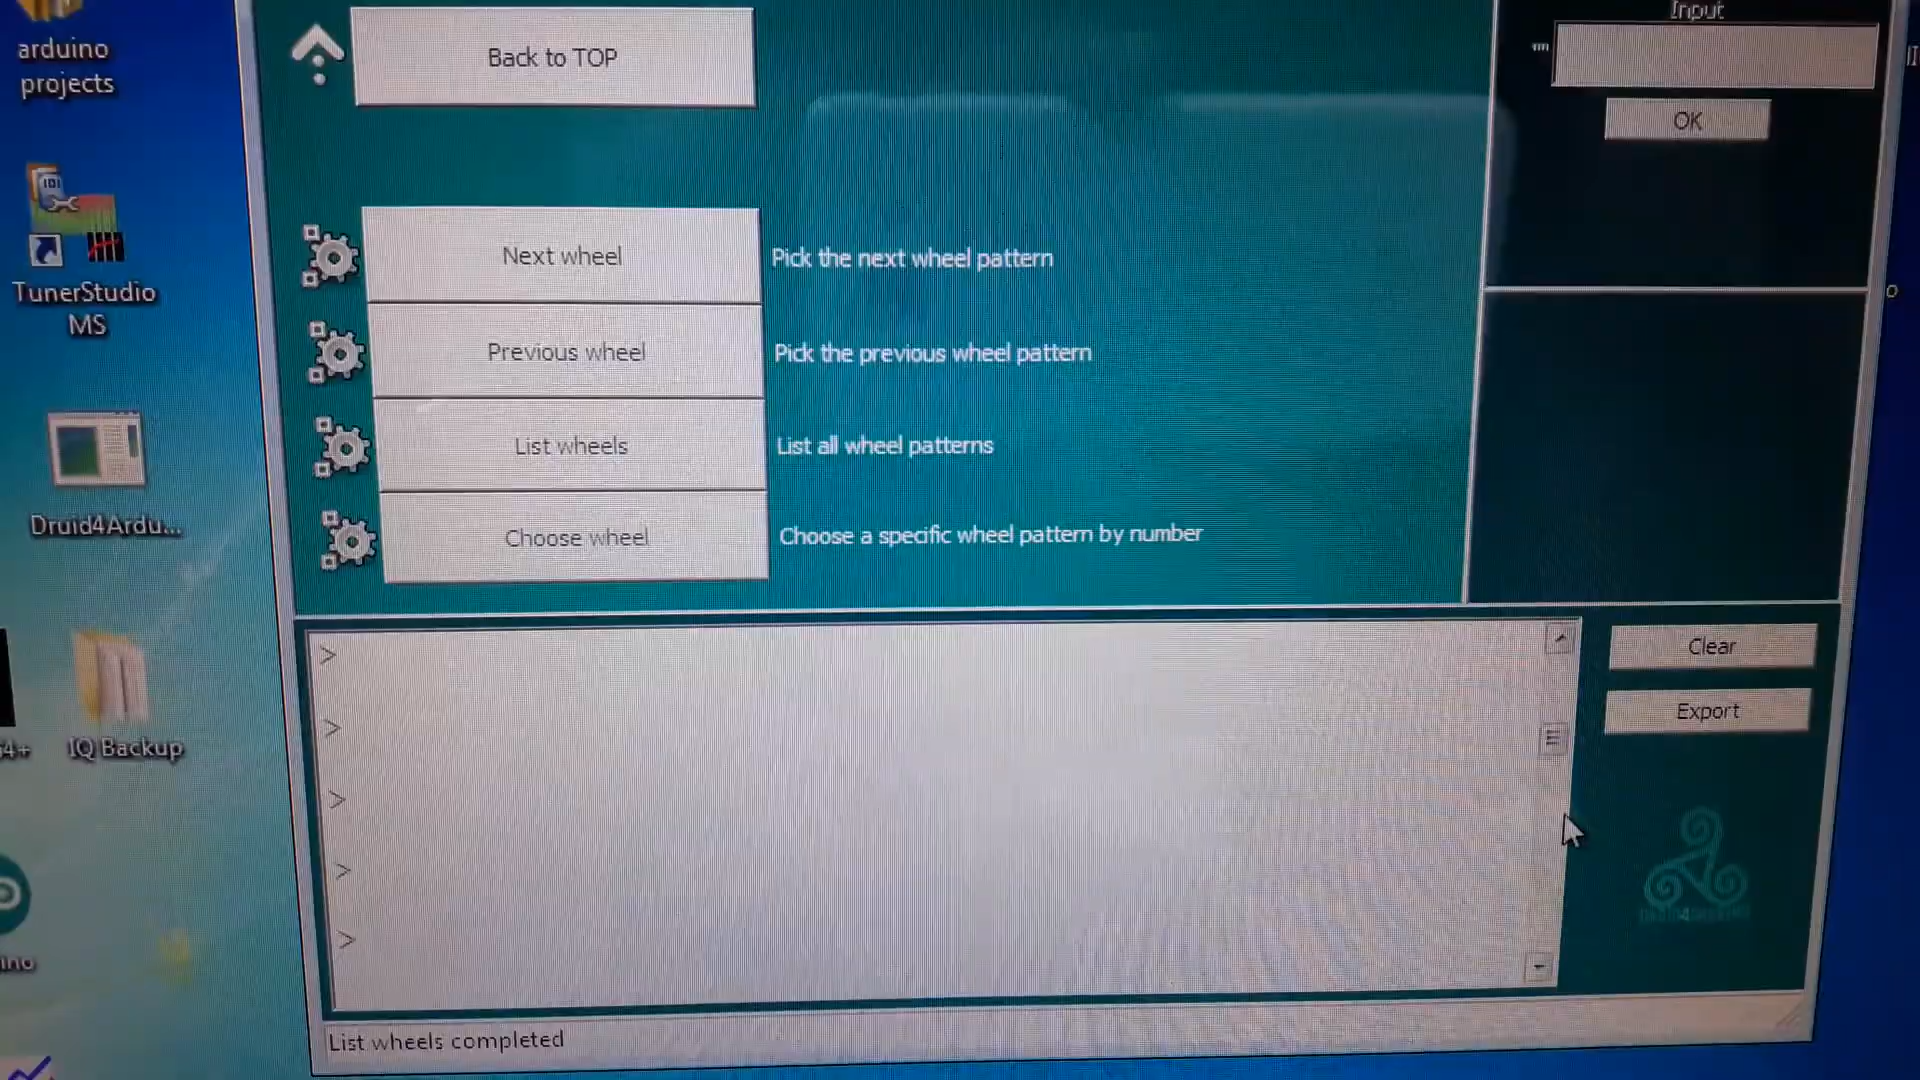 arduino
projects
TunerStudio
MS
Druid4Ardu...
IQ Backup
Back to TOP
Next wheel
Pick the next wheel pattern
Previous wheel
Pick the previous wheel pattern
List wheels
List all wheel patterns
Choose wheel
Choose a specific wheel pattern by number
Input
OK
>
>
>
>
>
Clear
Export
List wheels completed